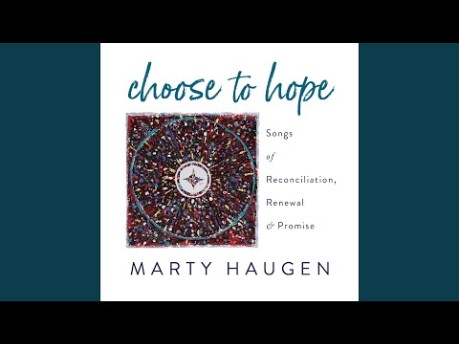 choose to hope
Songs
of
Reconciliation,
Renewal
& Promise
MARTY HAUGEN